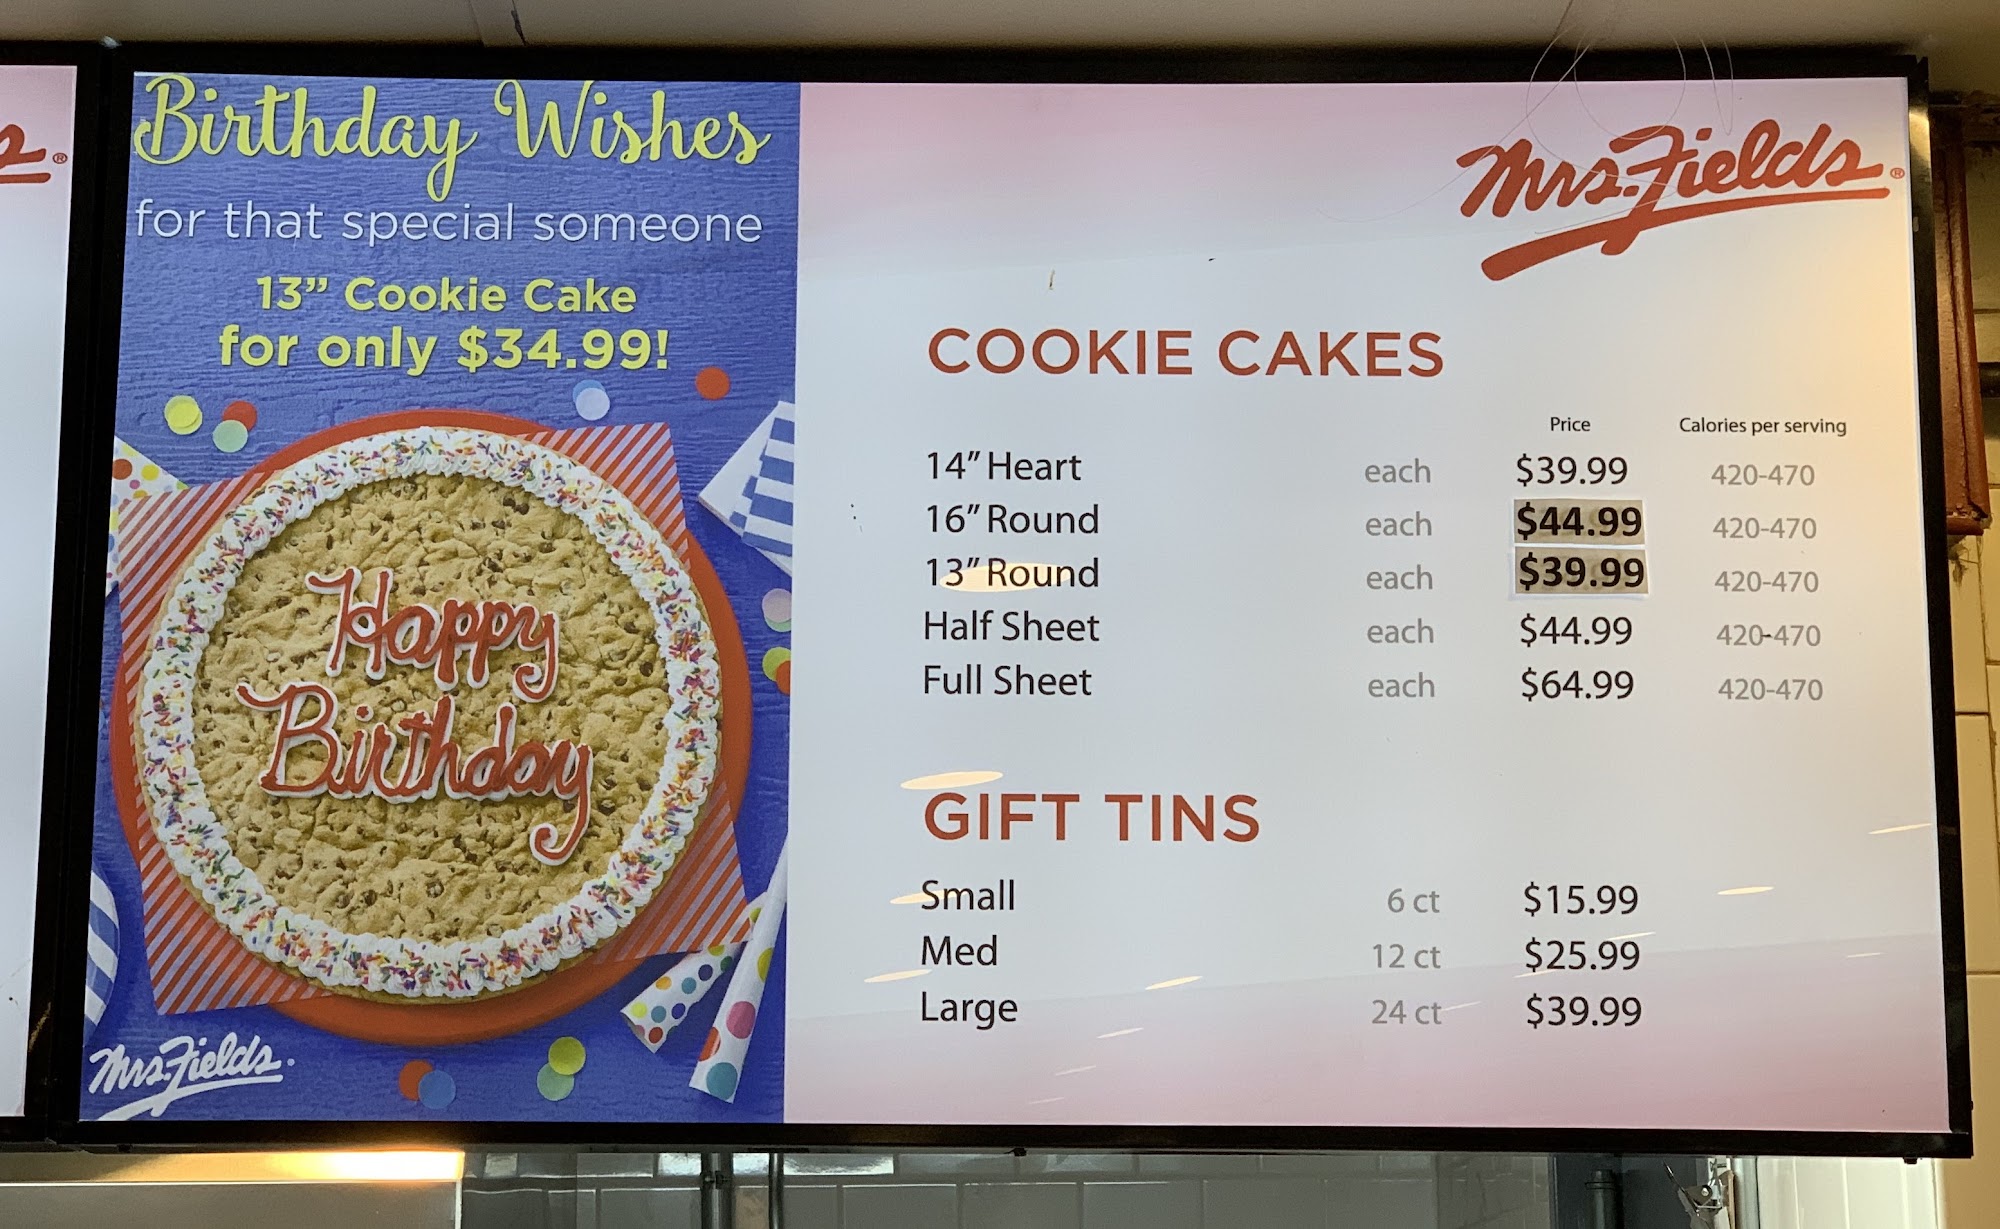 s®
Birthday Wishes
for that special someone
13” Cookie Cake
for only $34.99!
Happy
Birthday
Mrs. Fields.
Mrs. Fields®
COOKIE CAKES
Price Calories per serving
14” Heart each $39.99 420-470
16” Round each $44.99 420-470
13” Round each $39.99 420-470
Half Sheet each $44.99 420-470
Full Sheet each $64.99 420-470
GIFT TINS
Small 6 ct $15.99
Med 12 ct $25.99
Large 24 ct $39.99